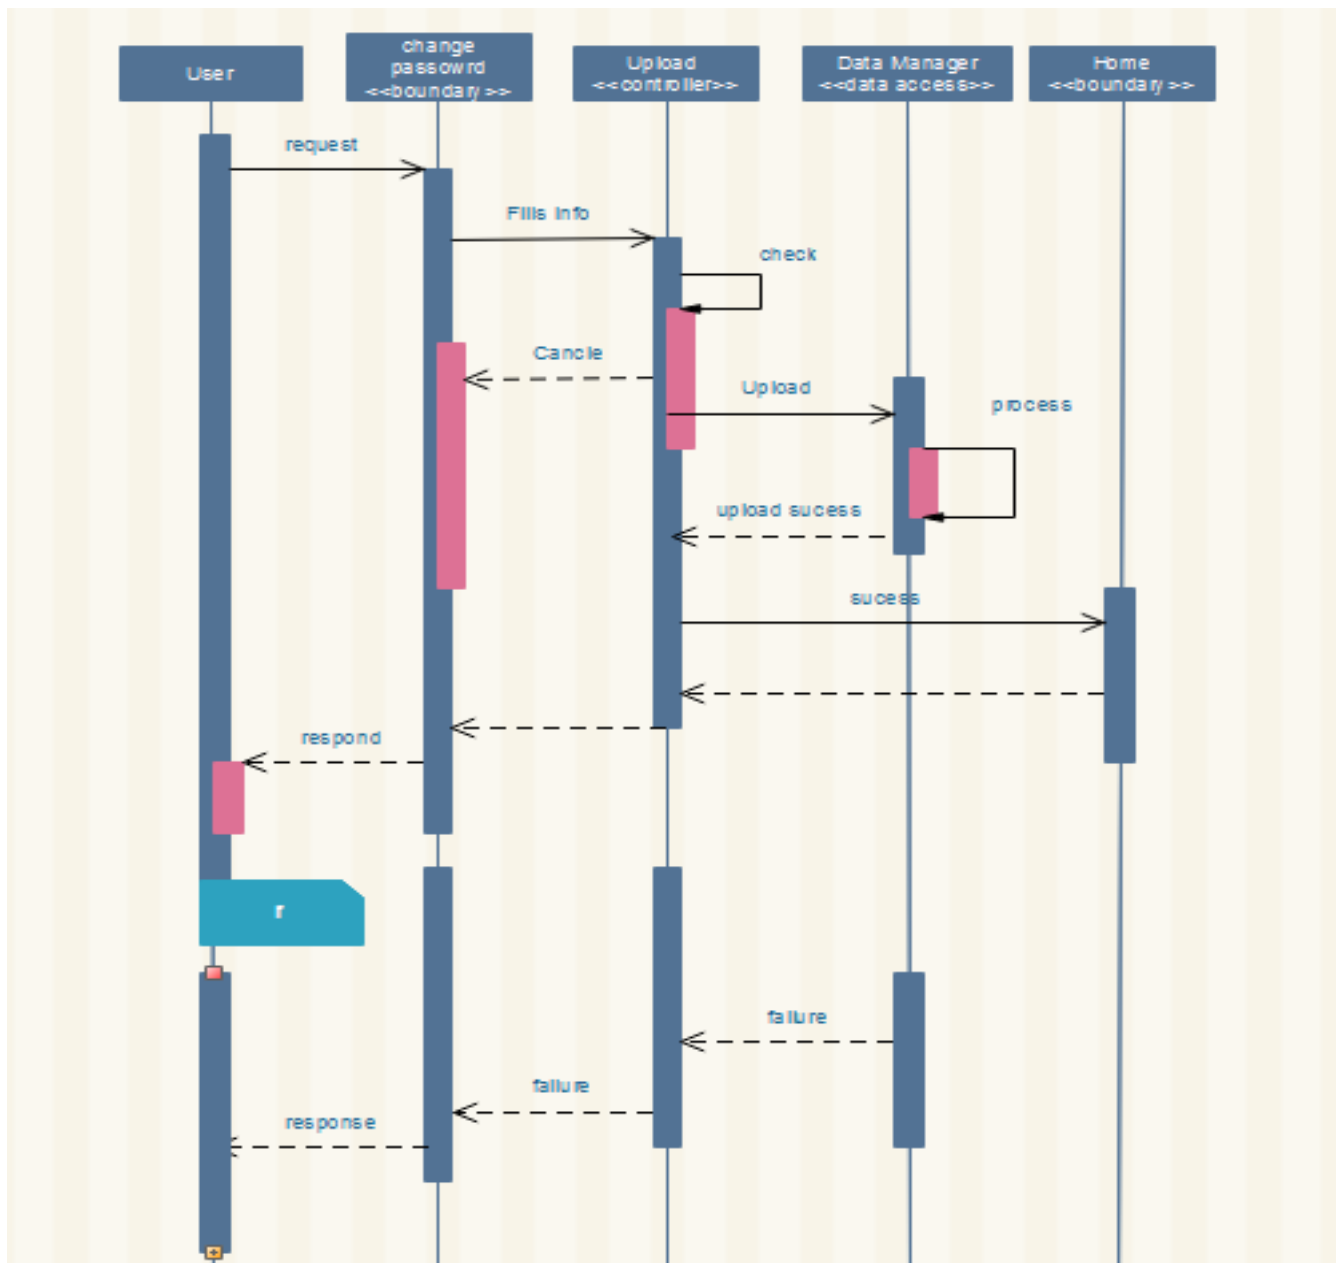 User
change
passowrd
<<boundary>>
Upload
<<controller>>
Data Manager
<<data access>>
Home
<<boundary>>
request
Fills info
check
Cancle
Upload
process
upload sucess
sucess
respond
r
failure
failure
response